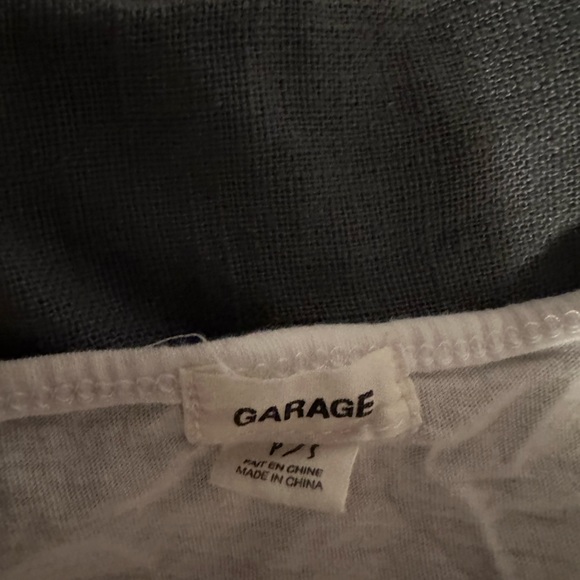 GARAGE
P/S
FAIT EN CHINE
MADE IN CHINA